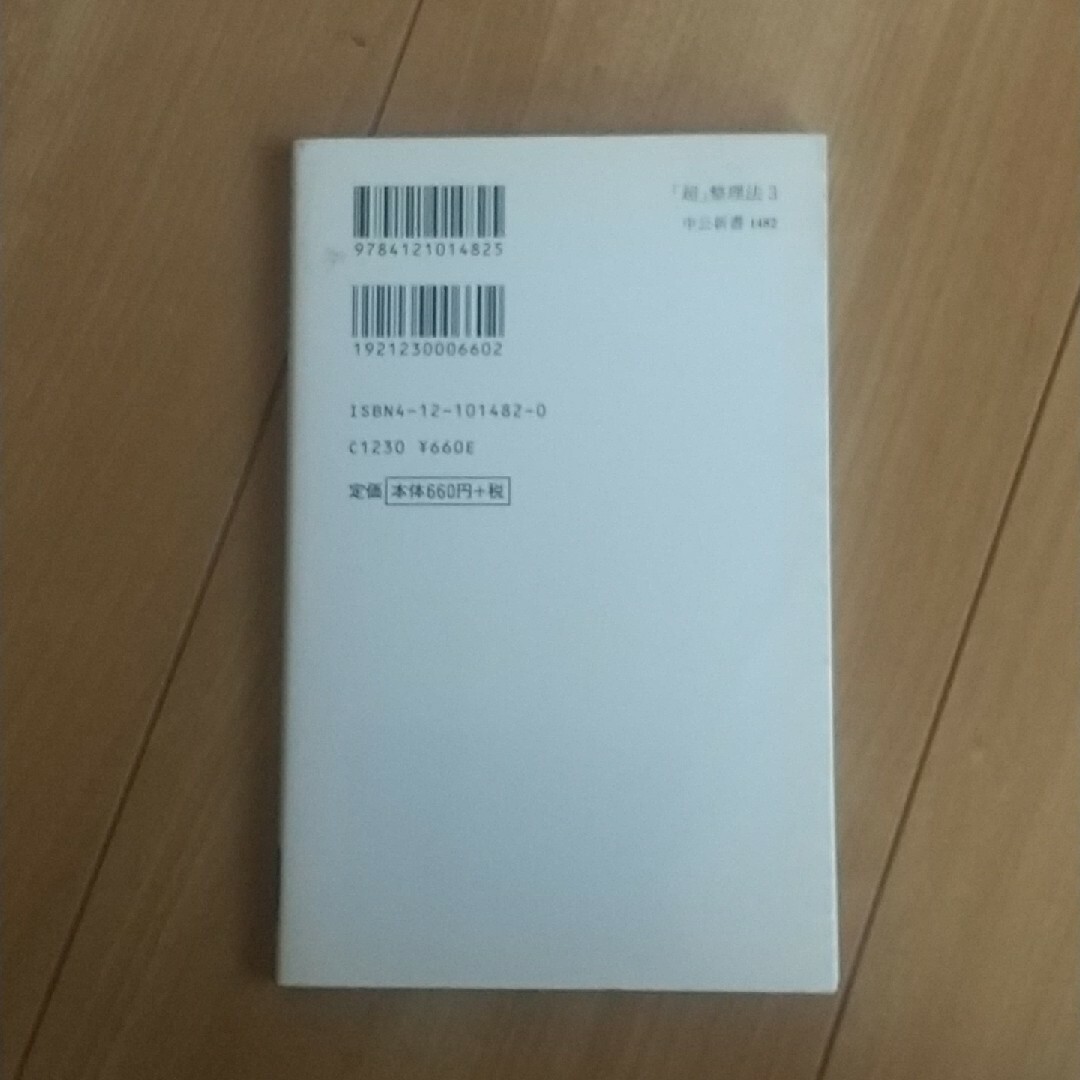 9784121014825
「超」整理法 3
中公新書 1482
1921230006602
ISBN4-12-101482-0
C1230 ¥660E
定価 本体660円+税